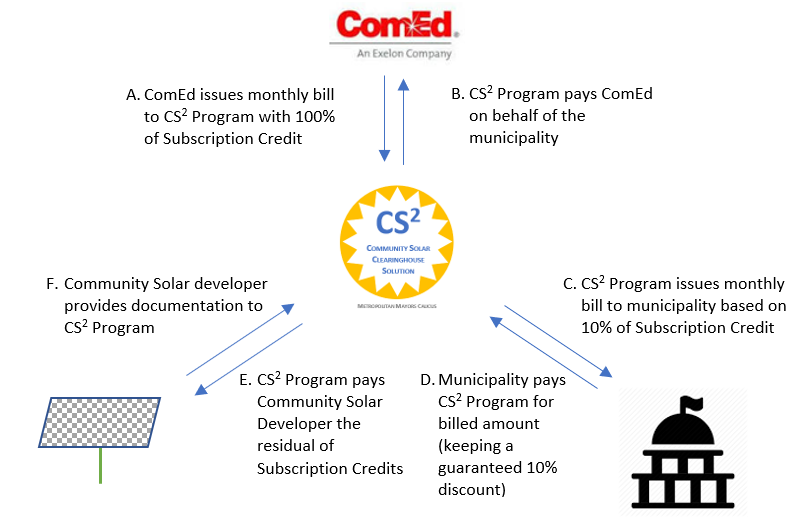 ComEd®
An Exelon Company
A. ComEd issues monthly bill
to CS² Program with 100%
of Subscription Credit
B. CS² Program pays ComEd
on behalf of the
municipality
CS²
COMMUNITY SOLAR
CLEARINGHOUSE
SOLUTION
METROPOLITAN MAYORS CAUCUS
F. Community Solar developer
provides documentation to
CS² Program
C. CS² Program issues monthly
bill to municipality based on
10% of Subscription Credit
E. CS² Program pays
Community Solar
Developer the
residual of
Subscription Credits
D. Municipality pays
CS² Program for
billed amount
(keeping a
guaranteed 10%
discount)